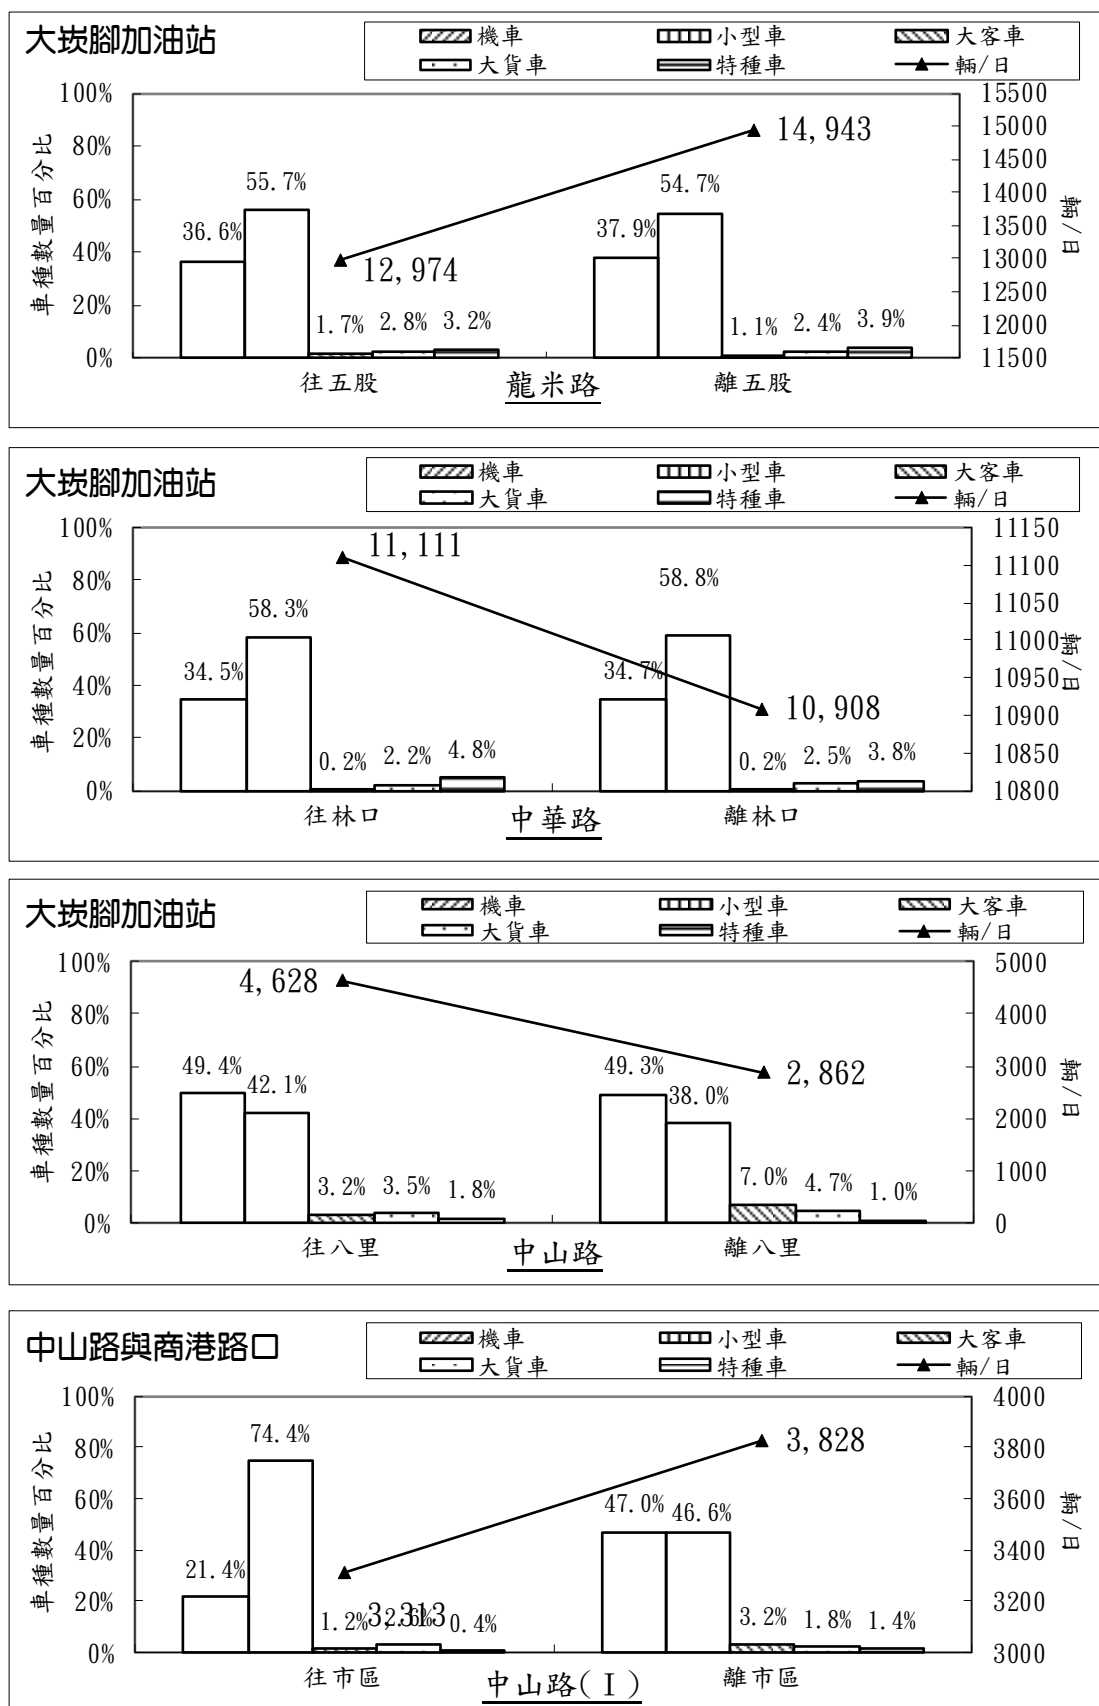 大崁腳加油站
機車 小型車 大客車
大貨車 特種車 輛/日
車種數量百分比
100%
80%
60%
40%
20%
0%
36.6% 55.7% 1.7% 2.8% 3.2%
12,974
37.9% 54.7% 1.1% 2.4% 3.9%
14,943
15500
15000
14500
14000
13500
13000
12500
12000
11500
輛/日
往五股 離五股
龍米路
大崁腳加油站
機車 小型車 大客車
大貨車 特種車 輛/日
車種數量百分比
100%
80%
60%
40%
20%
0%
34.5% 58.3% 0.2% 2.2% 4.8%
11,111
34.7% 58.8% 0.2% 2.5% 3.8%
10,908
11150
11100
11050
11000
10950
10900
10850
10800
輛/日
往林口 離林口
中華路
大崁腳加油站
機車 小型車 大客車
大貨車 特種車 輛/日
車種數量百分比
100%
80%
60%
40%
20%
0%
49.4% 42.1% 3.2% 3.5% 1.8%
4,628
49.3% 38.0% 7.0% 4.7% 1.0%
2,862
5000
4000
3000
2000
1000
0
輛/日
往八里 離八里
中山路
中山路與商港路口
機車 小型車 大客車
大貨車 特種車 輛/日
車種數量百分比
100%
80%
60%
40%
20%
0%
21.4% 74.4% 1.2% 2.6% 0.4%
3,313
47.0% 46.6% 3.2% 1.8% 1.4%
3,828
4000
3800
3600
3400
3200
3000
輛/日
往市區 離市區
中山路(I)